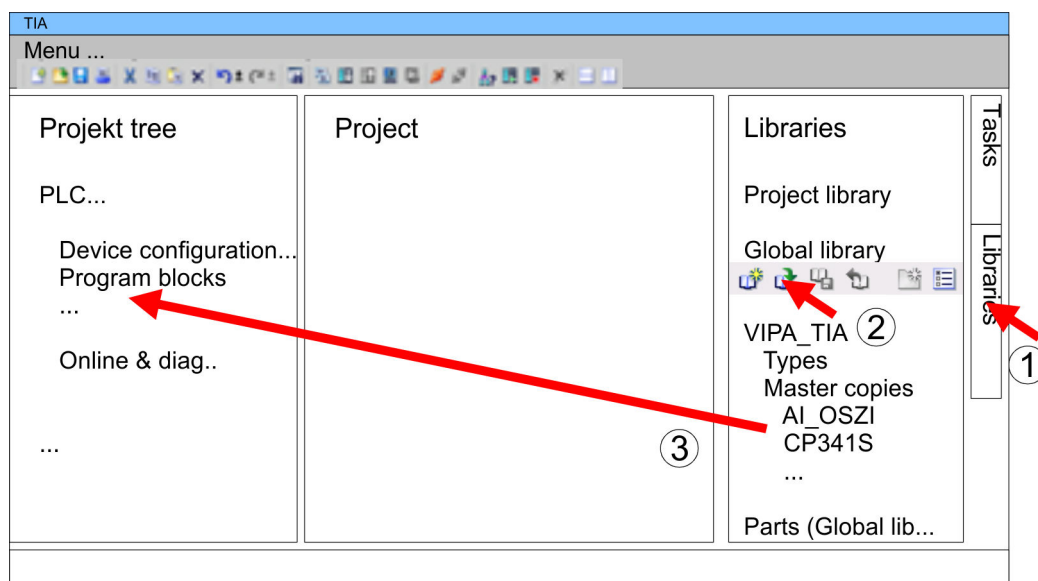 TIA
Menu ...
Projekt tree
PLC...
Device configuration...
Program blocks
...
Online & diag..
...
Project
③
Libraries
Project library
Global library
②
VIPA_TIA
Types
Master copies
AI_OSZI
CP341S
...
Parts (Global lib...
Tasks
Libraries
①